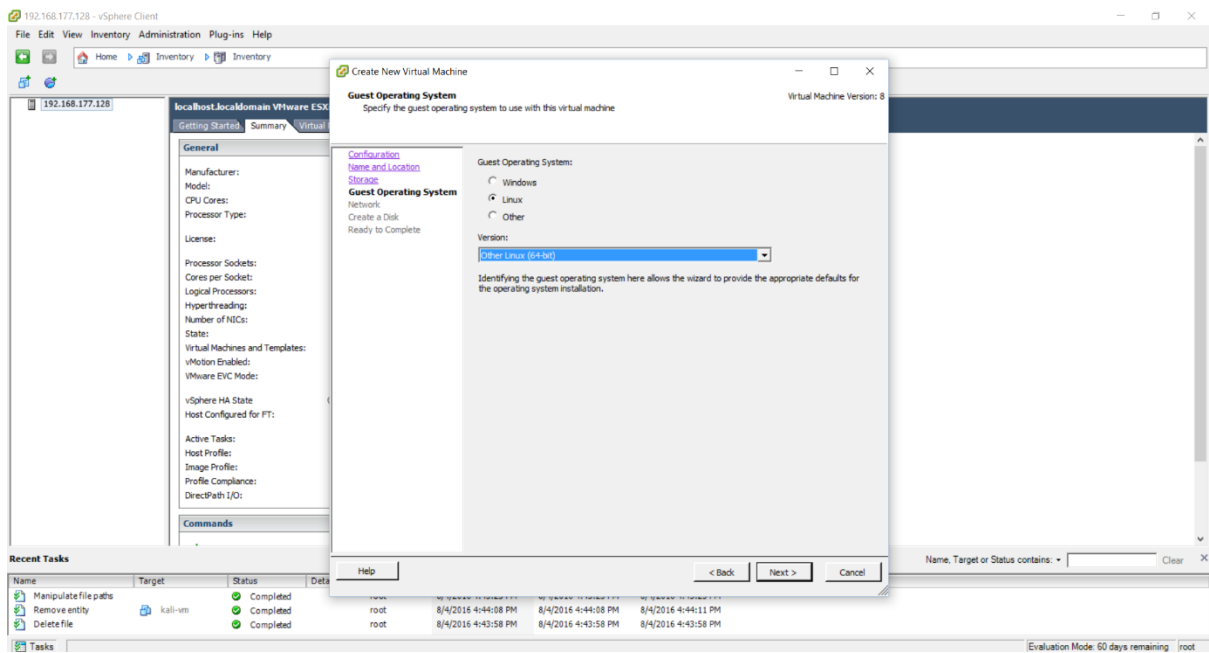 192.168.177.128 - vSphere Client
File Edit View Inventory Administration Plug-ins Help
Home Inventory Inventory
192.168.177.128
localhost.localdomain VMware ESX
Getting Started Summary Virtual
General
Manufacturer:
Model:
CPU Cores:
Processor Type:
License:
Processor Sockets:
Cores per Socket:
Logical Processors:
Hyperthreading:
Number of NICs:
State:
Virtual Machines and Templates:
vMotion Enabled:
VMware EVC Mode:
vSphere HA State
Host Configured for FT:
Active Tasks:
Host Profile:
Image Profile:
Profile Compliance:
DirectPath I/O:
Commands
Create New Virtual Machine
Guest Operating System
Specify the guest operating system to use with this virtual machine
Virtual Machine Version: 8
Configuration
Name and Location
Storage
Guest Operating System
Network
Create a Disk
Ready to Complete
Guest Operating System:
Windows
Linux
Other
Version:
Other Linux (64-bit)
Identifying the guest operating system here allows the wizard to provide the appropriate defaults for
the operating system installation.
Help < Back Next > Cancel
Recent Tasks
Name, Target or Status contains: Clear
Name Target Status Deta
Manipulate file paths Completed
Remove entity kali-vm Completed root 8/4/2016 4:44:08 PM 8/4/2016 4:44:08 PM 8/4/2016 4:44:11 PM
Delete file Completed root 8/4/2016 4:43:58 PM 8/4/2016 4:43:58 PM 8/4/2016 4:43:58 PM
Tasks
Evaluation Mode: 60 days remaining root